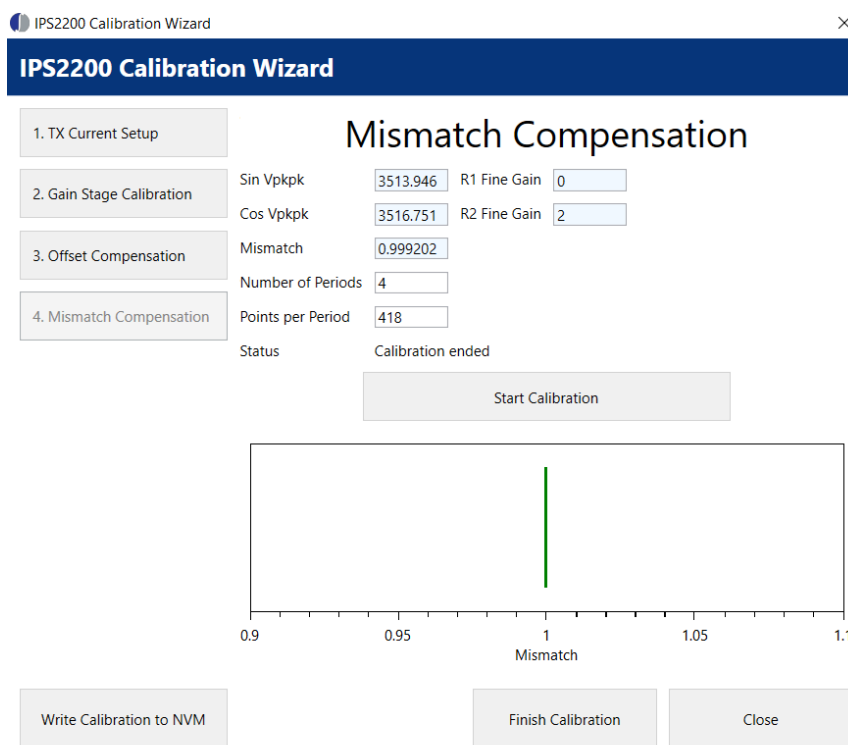 IPS2200 Calibration Wizard
IPS2200 Calibration Wizard
1. TX Current Setup
2. Gain Stage Calibration
3. Offset Compensation
4. Mismatch Compensation
Mismatch Compensation
Sin Vpkpk 3513.946 R1 Fine Gain 0
Cos Vpkpk 3516.751 R2 Fine Gain 2
Mismatch 0.999202
Number of Periods 4
Points per Period 418
Status Calibration ended
Start Calibration
0.9 0.95 1 1.05 1.1
Mismatch
Write Calibration to NVM Finish Calibration Close